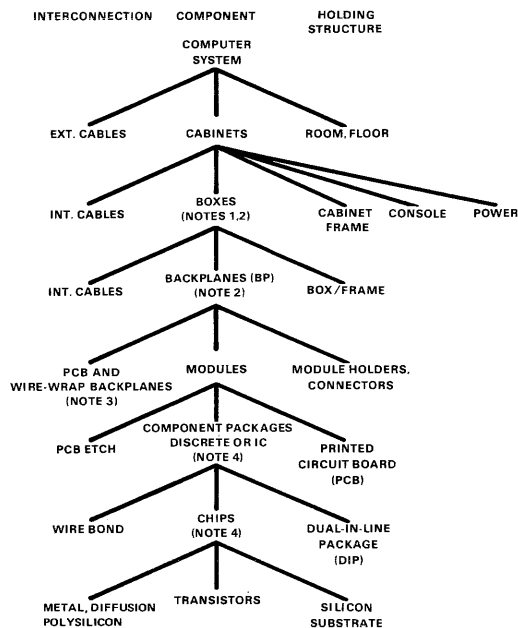 INTERCONNECTION COMPONENT HOLDING
STRUCTURE
COMPUTER
SYSTEM
EXT. CABLES CABINETS ROOM, FLOOR
INT. CABLES BOXES
(NOTES 1,2) CABINET
FRAME CONSOLE POWER
INT. CABLES BACKPLANES (BP)
(NOTE 2) BOX/FRAME
PCB AND
WIRE-WRAP BACKPLANES
(NOTE 3) MODULES MODULE HOLDERS,
CONNECTORS
PCB ETCH COMPONENT PACKAGES
DISCRETE OR IC
(NOTE 4) PRINTED
CIRCUIT BOARD
(PCB)
WIRE BOND CHIPS
(NOTE 4) DUAL-IN-LINE
PACKAGE
(DIP)
METAL, DIFFUSION
POLYSILICON TRANSISTORS SILICON
SUBSTRATE